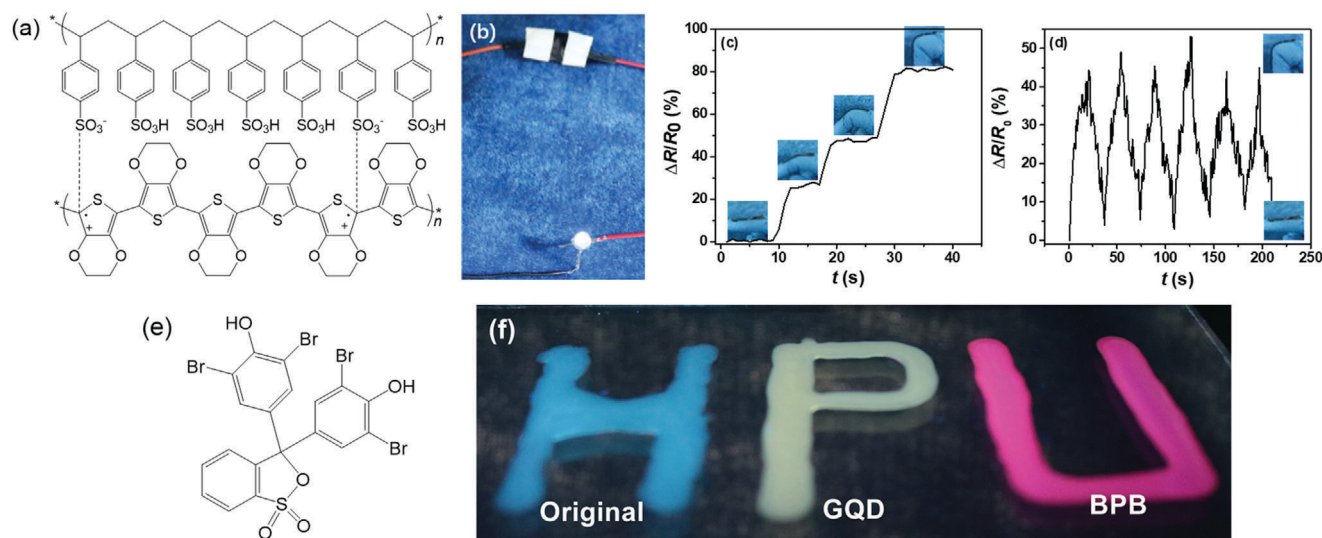 (a)
* n *
SO3- SO3H SO3H SO3H SO3H SO3- SO3H
O O O O O O
S S S S S S
* + + n *
O O O O O O
(b)
(c)
ΔR/R0 (%)
100
80
60
40
20
0
0 10 20 30 40
t (s)
(d)
ΔR/R0 (%)
50
40
30
20
10
0
0 50 100 150 200 250
t (s)
(e)
HO
Br
Br
Br
OH
Br
O
S
O O
(f)
H P U
Original GQD BPB